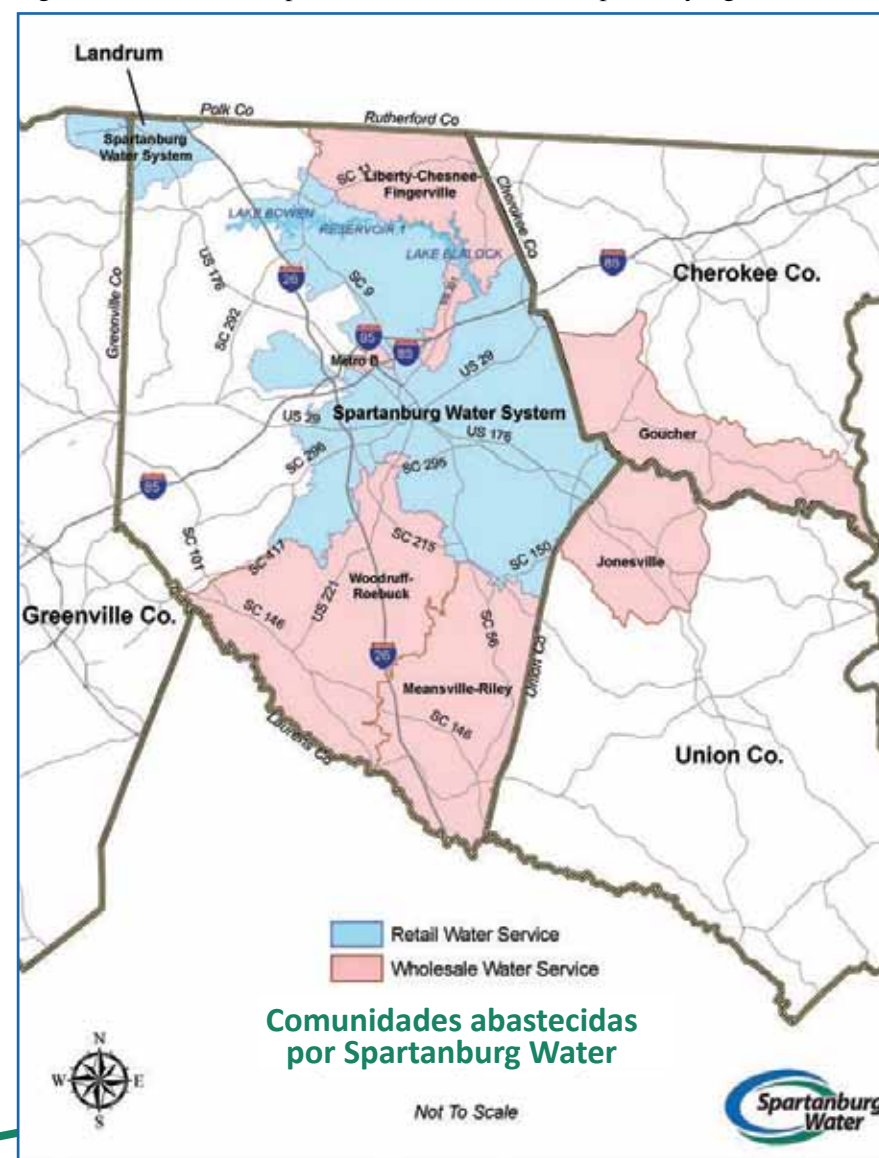 Landrum
Polk Co
Rutherford Co
Spartanburg
Water System
SC 11
Liberty-Chesnee-
Fingerville
Cherokee Co
LAKE BOWEN
RESERVOIR 1
LAKE BLALOCK
Greenville Co
US 176
26
SC 9
85
Cherokee Co.
SC 292
85
Metro B
85
US 29
US 29
Spartanburg Water System
US 176
Goucher
SC 296
SC 295
85
SC 101
SC 417
SC 215
SC 150
Jonesville
Woodruff-
Roebuck
US 221
Greenville Co.
SC 146
SC 56
26
Union Co
Meansville-Riley
SC 146
Laurens Co
Union Co.
Retail Water Service
Wholesale Water Service
Comunidades abastecidas
por Spartanburg Water
N
W E
S
Not To Scale
Spartanburg
Water